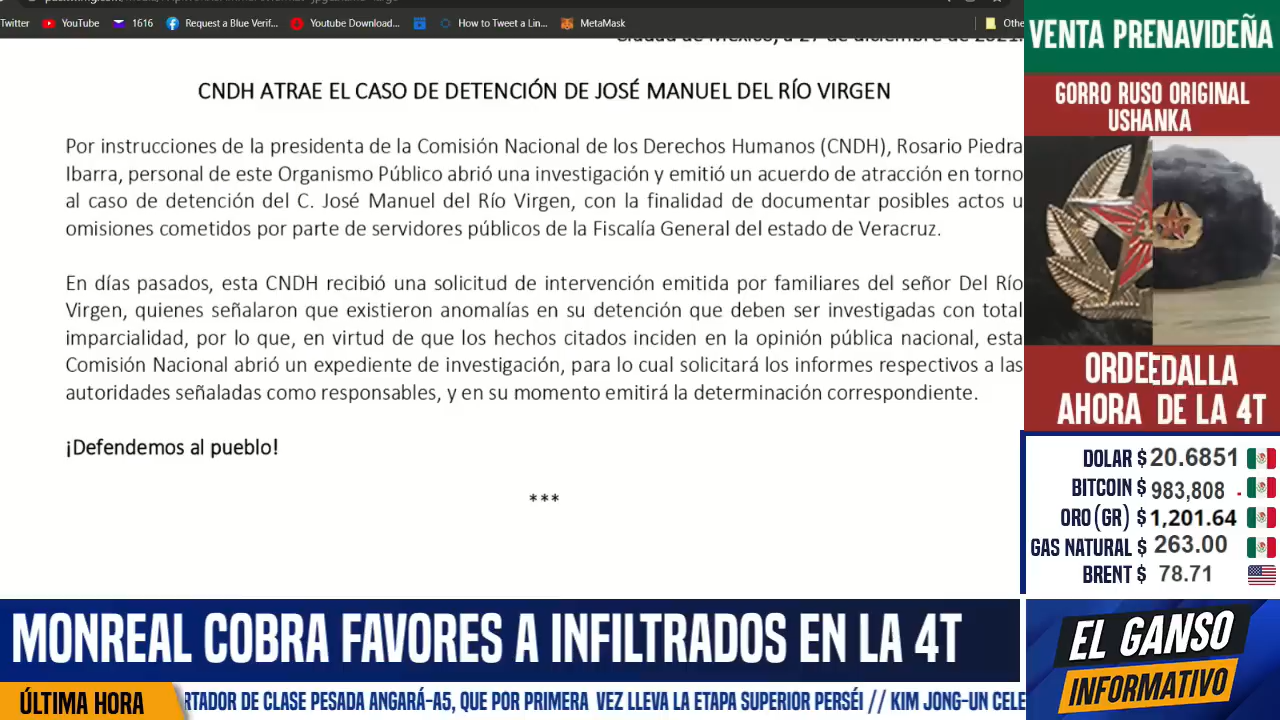 Twitter YouTube 1616 Request a Blue Verif... Youtube Download... How to Tweet a Lin... MetaMask Othe
Ciudad de México, a 27 de diciembre de 2021.
CNDH ATRAE EL CASO DE DETENCIÓN DE JOSÉ MANUEL DEL RÍO VIRGEN
Por instrucciones de la presidenta de la Comisión Nacional de los Derechos Humanos (CNDH), Rosario Piedra
Ibarra, personal de este Organismo Público abrió una investigación y emitió un acuerdo de atracción en torno
al caso de detención del C. José Manuel del Río Virgen, con la finalidad de documentar posibles actos u
omisiones cometidos por parte de servidores públicos de la Fiscalía General del estado de Veracruz.
En días pasados, esta CNDH recibió una solicitud de intervención emitida por familiares del señor Del Río
Virgen, quienes señalaron que existieron anomalías en su detención que deben ser investigadas con total
imparcialidad, por lo que, en virtud de que los hechos citados inciden en la opinión pública nacional, esta
Comisión Nacional abrió un expediente de investigación, para lo cual solicitará los informes respectivos a las
autoridades señaladas como responsables, y en su momento emitirá la determinación correspondiente.
¡Defendemos al pueblo!
***
VENTA PRENAVIDEÑA
GORRO RUSO ORIGINAL
USHANKA
ORDE EDALLA
AHORA DE LA 4T
DOLAR $ 20.6851
BITCOIN $ 983,808
ORO (GR) $ 1,201.64
GAS NATURAL $ 263.00
BRENT $ 78.71
MONREAL COBRA FAVORES A INFILTRADOS EN LA 4T
EL GANSO
INFORMATIVO
ÚLTIMA HORA
RTADOR DE CLASE PESADA ANGARÁ-A5, QUE POR PRIMERA VEZ LLEVA LA ETAPA SUPERIOR PERSÉI // KIM JONG-UN CELE